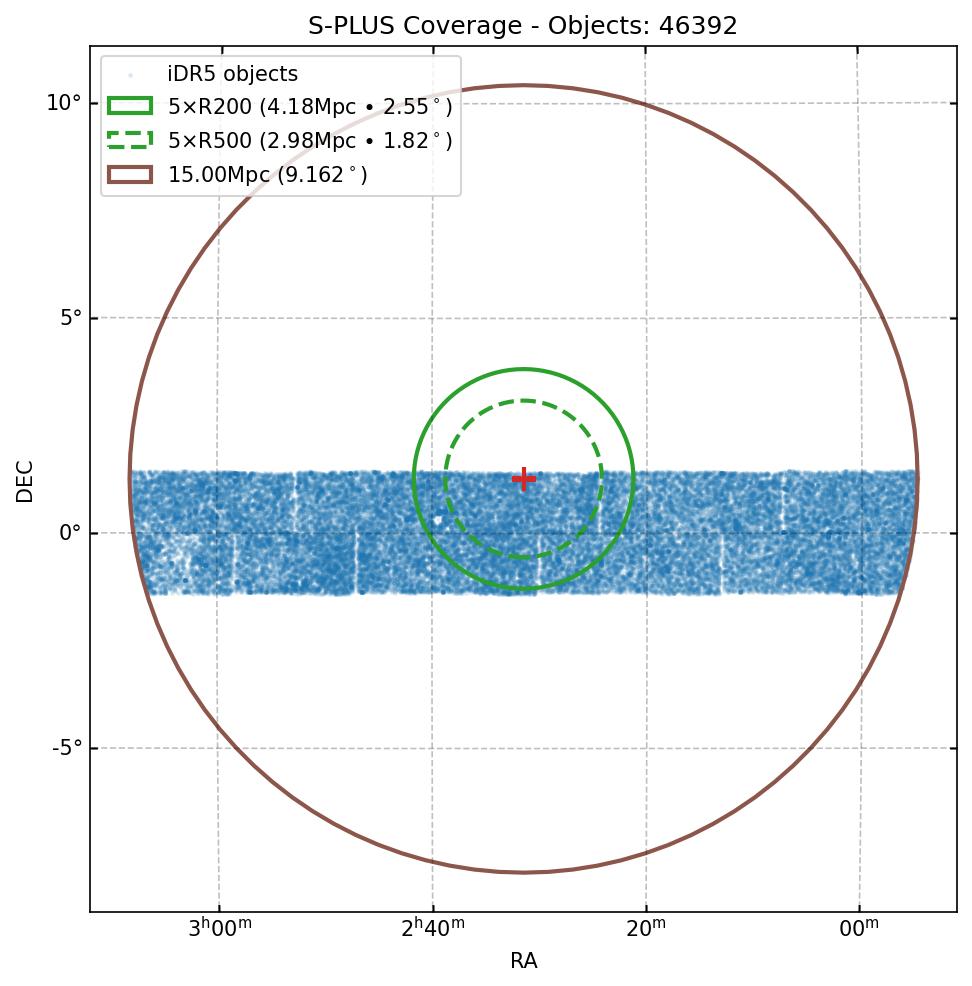 S-PLUS Coverage - Objects: 46392
iDR5 objects
5×R200 (4.18Mpc • 2.55°)
5×R500 (2.98Mpc • 1.82°)
15.00Mpc (9.162°)
10°
5°
0°
-5°
DEC
3ʰ00ᵐ 2ʰ40ᵐ 20ᵐ 00ᵐ
RA